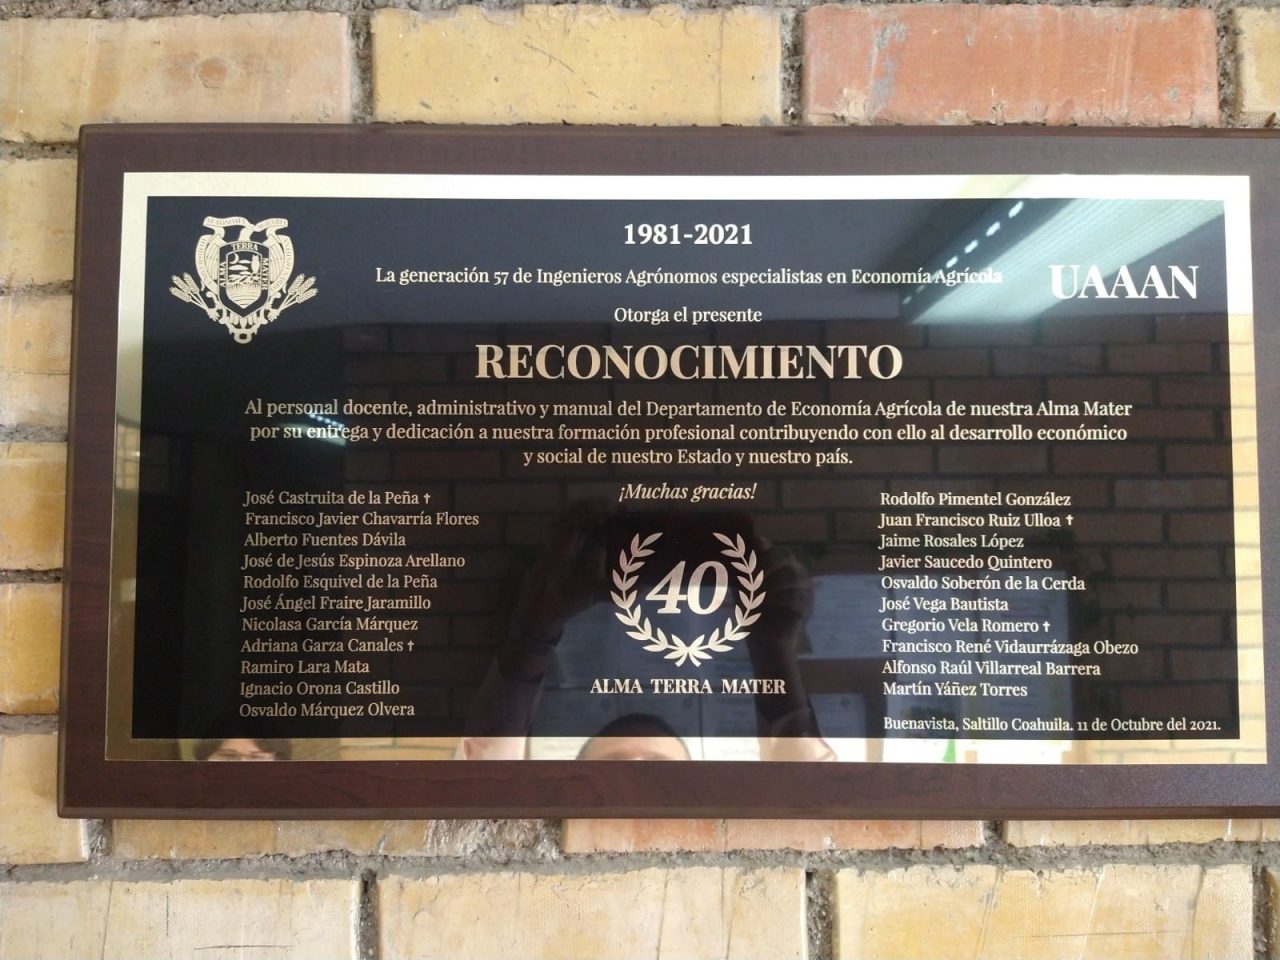 1981-2021
La generación 57 de Ingenieros Agrónomos especialistas en Economía Agrícola
UAAAN
Otorga el presente
RECONOCIMIENTO
Al personal docente, administrativo y manual del Departamento de Economía Agrícola de nuestra Alma Mater
por su entrega y dedicación a nuestra formación profesional contribuyendo con ello al desarrollo económico
y social de nuestro Estado y nuestro país.
¡Muchas gracias!
José Castruita de la Peña †
Francisco Javier Chavarría Flores
Alberto Fuentes Dávila
José de Jesús Espinoza Arellano
Rodolfo Esquivel de la Peña
José Ángel Fraire Jaramillo
Nicolasa García Márquez
Adriana Garza Canales †
Ramiro Lara Mata
Ignacio Orona Castillo
Osvaldo Márquez Olvera
40
ALMA TERRA MATER
Rodolfo Pimentel González
Juan Francisco Ruiz Ulloa †
Jaime Rosales López
Javier Saucedo Quintero
Osvaldo Soberón de la Cerda
José Vega Bautista
Gregorio Vela Romero †
Francisco René Vidaurrázaga Obezo
Alfonso Raúl Villarreal Barrera
Martín Yáñez Torres
Buenavista, Saltillo Coahuila. 11 de Octubre del 2021.
ALMA TERRA MATER